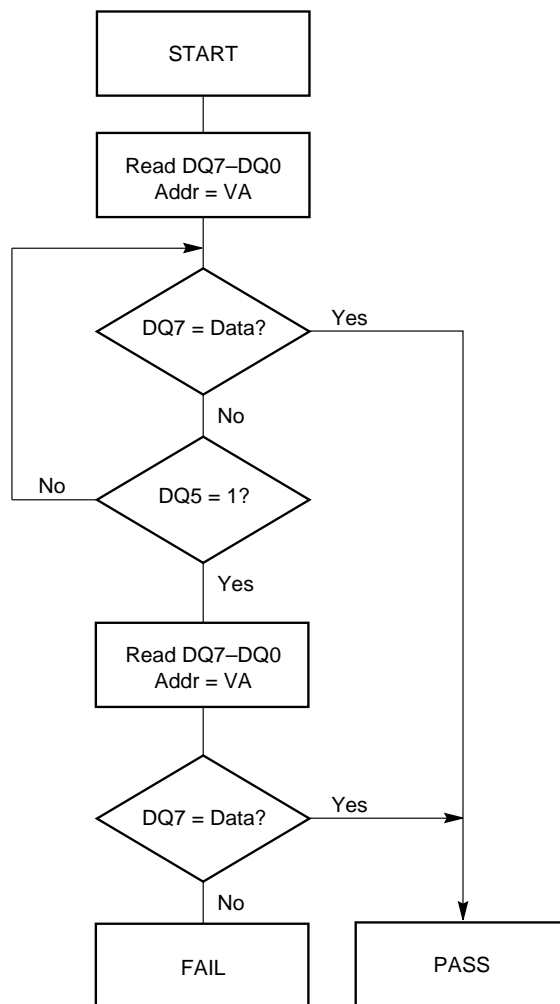 START
Read DQ7–DQ0
Addr = VA
DQ7 = Data?
Yes
No
No
DQ5 = 1?
Yes
Read DQ7–DQ0
Addr = VA
DQ7 = Data?
Yes
No
FAIL
PASS